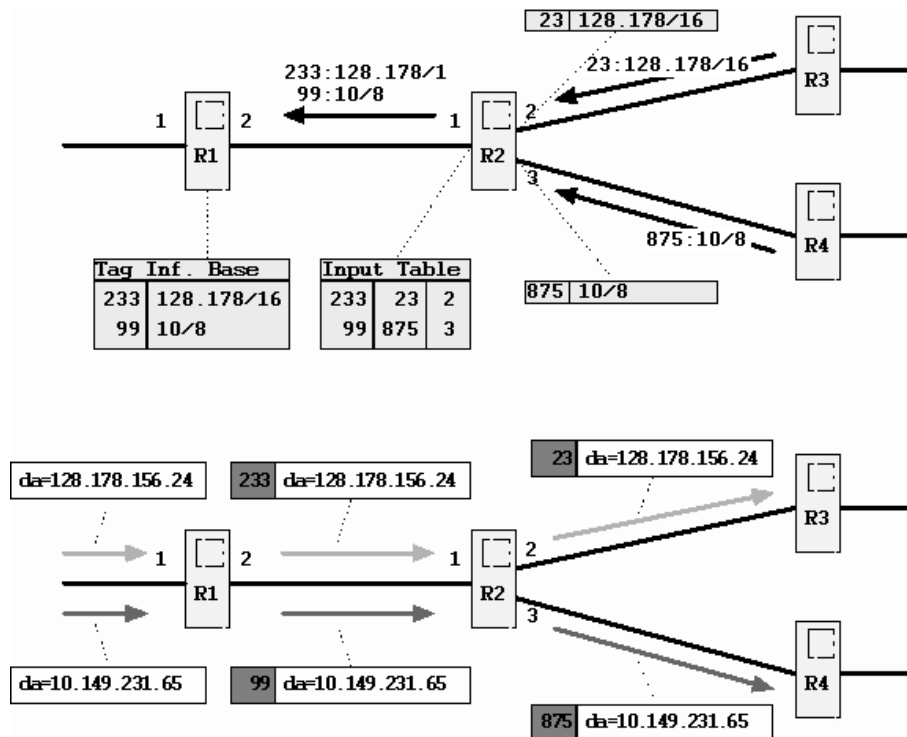 23 128.178/16
23:128.178/16
R3
233:128.178/1
99:10/8
1 2 1 2
R1 R2
3
875:10/8
R4
Tag Inf. Base
233 128.178/16
99 10/8
Input Table
233 23 2
99 875 3
875 10/8
da=128.178.156.24
233 da=128.178.156.24
23 da=128.178.156.24
R3
1 2 1 2
R1 R2
3
R4
da=10.149.231.65
99 da=10.149.231.65
875 da=10.149.231.65